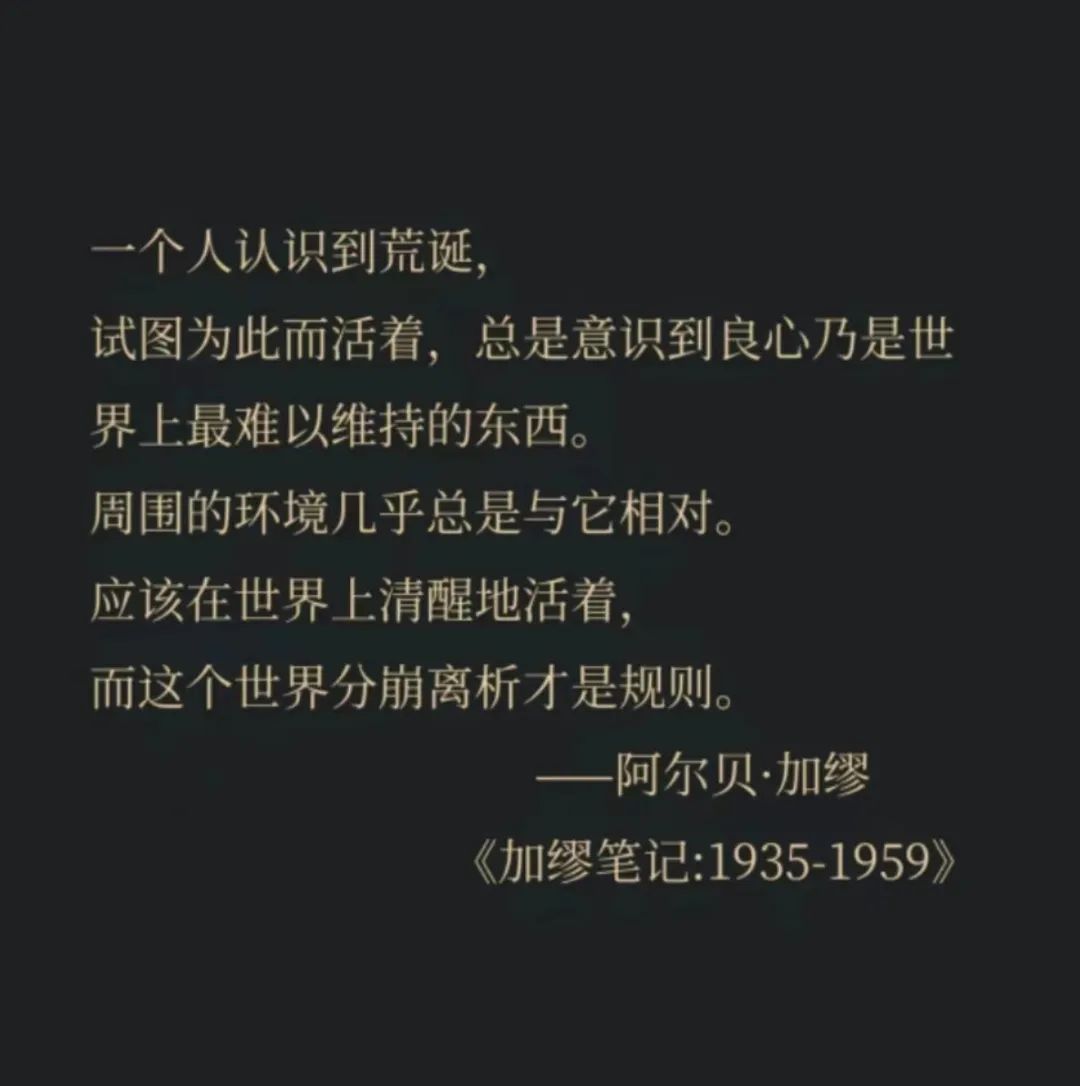 一个人认识到荒诞，
试图为此而活着，总是意识到良心乃是世
界上最难以维持的东西。
周围的环境几乎总是与它相对。
应该在世界上清醒地活着，
而这个世界分崩离析才是规则。
——阿尔贝·加缪
《加缪笔记:1935-1959》